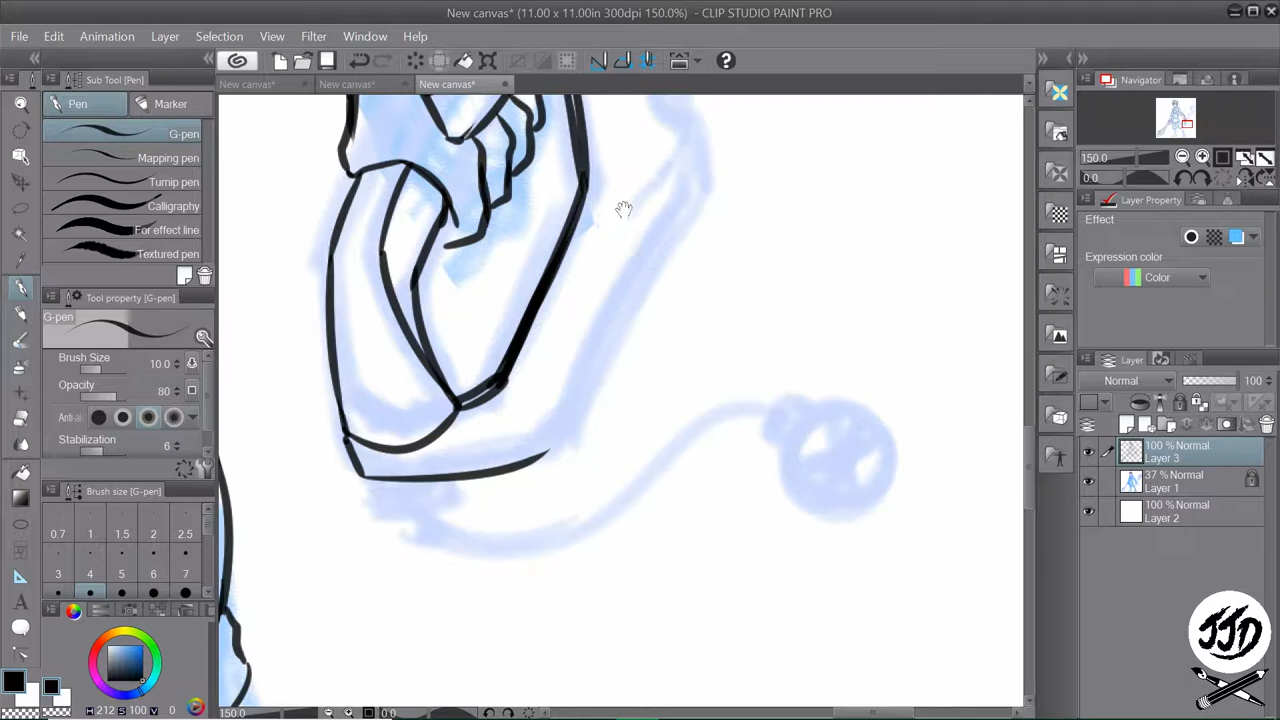 New canvas* (11.00 x 11.00in 300dpi 150.0%) - CLIP STUDIO PAINT PRO
File Edit Animation Layer Selection View Filter Window Help
Sub Tool [Pen]
Pen Marker
G-pen
Mapping pen
Turnip pen
Calligraphy
For effect line
Textured pen
Tool property [G-pen]
G-pen
Brush Size 10.0
Opacity 80
Anti-al
Stabilization 6
Brush size [G-pen]
0.7 1 1.5 2 2.5
3 4 5 6 7
H 212 S 100 V 0
New canvas* New canvas* New canvas*
150.0 0.0
Navigator
150.0
0.0
Layer Property
Effect
Expression color
Color
Layer
Normal 100
100 % Normal
Layer 3
37 % Normal
Layer 1
100 % Normal
Layer 2
JJD